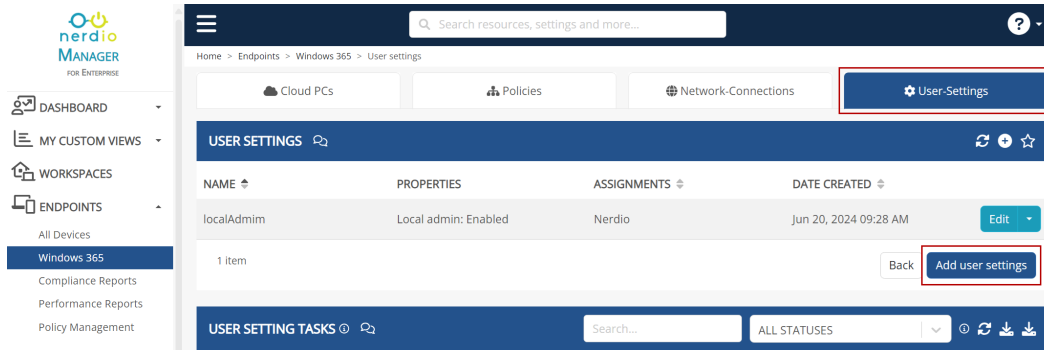 nerdio
MANAGER
FOR ENTERPRISE
DASHBOARD
MY CUSTOM VIEWS
WORKSPACES
ENDPOINTS
All Devices
Windows 365
Compliance Reports
Performance Reports
Policy Management
Search resources, settings and more...
?
Home > Endpoints > Windows 365 > User settings
Cloud PCs Policies Network-Connections User-Settings
USER SETTINGS
NAME PROPERTIES ASSIGNMENTS DATE CREATED
localAdmim Local admin: Enabled Nerdio Jun 20, 2024 09:28 AM Edit
1 item Back Add user settings
USER SETTING TASKS Search... ALL STATUSES